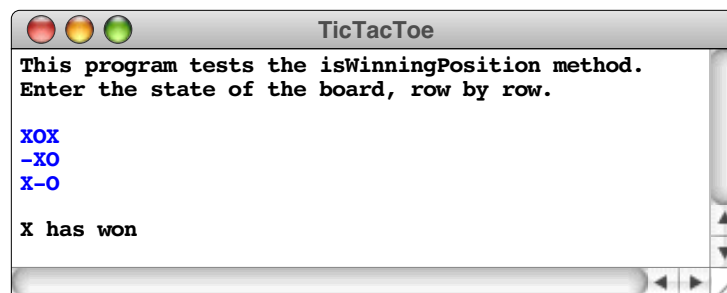 TicTacToe
This program tests the isWinningPosition method.
Enter the state of the board, row by row.
XOX
-XO
X-O
X has won